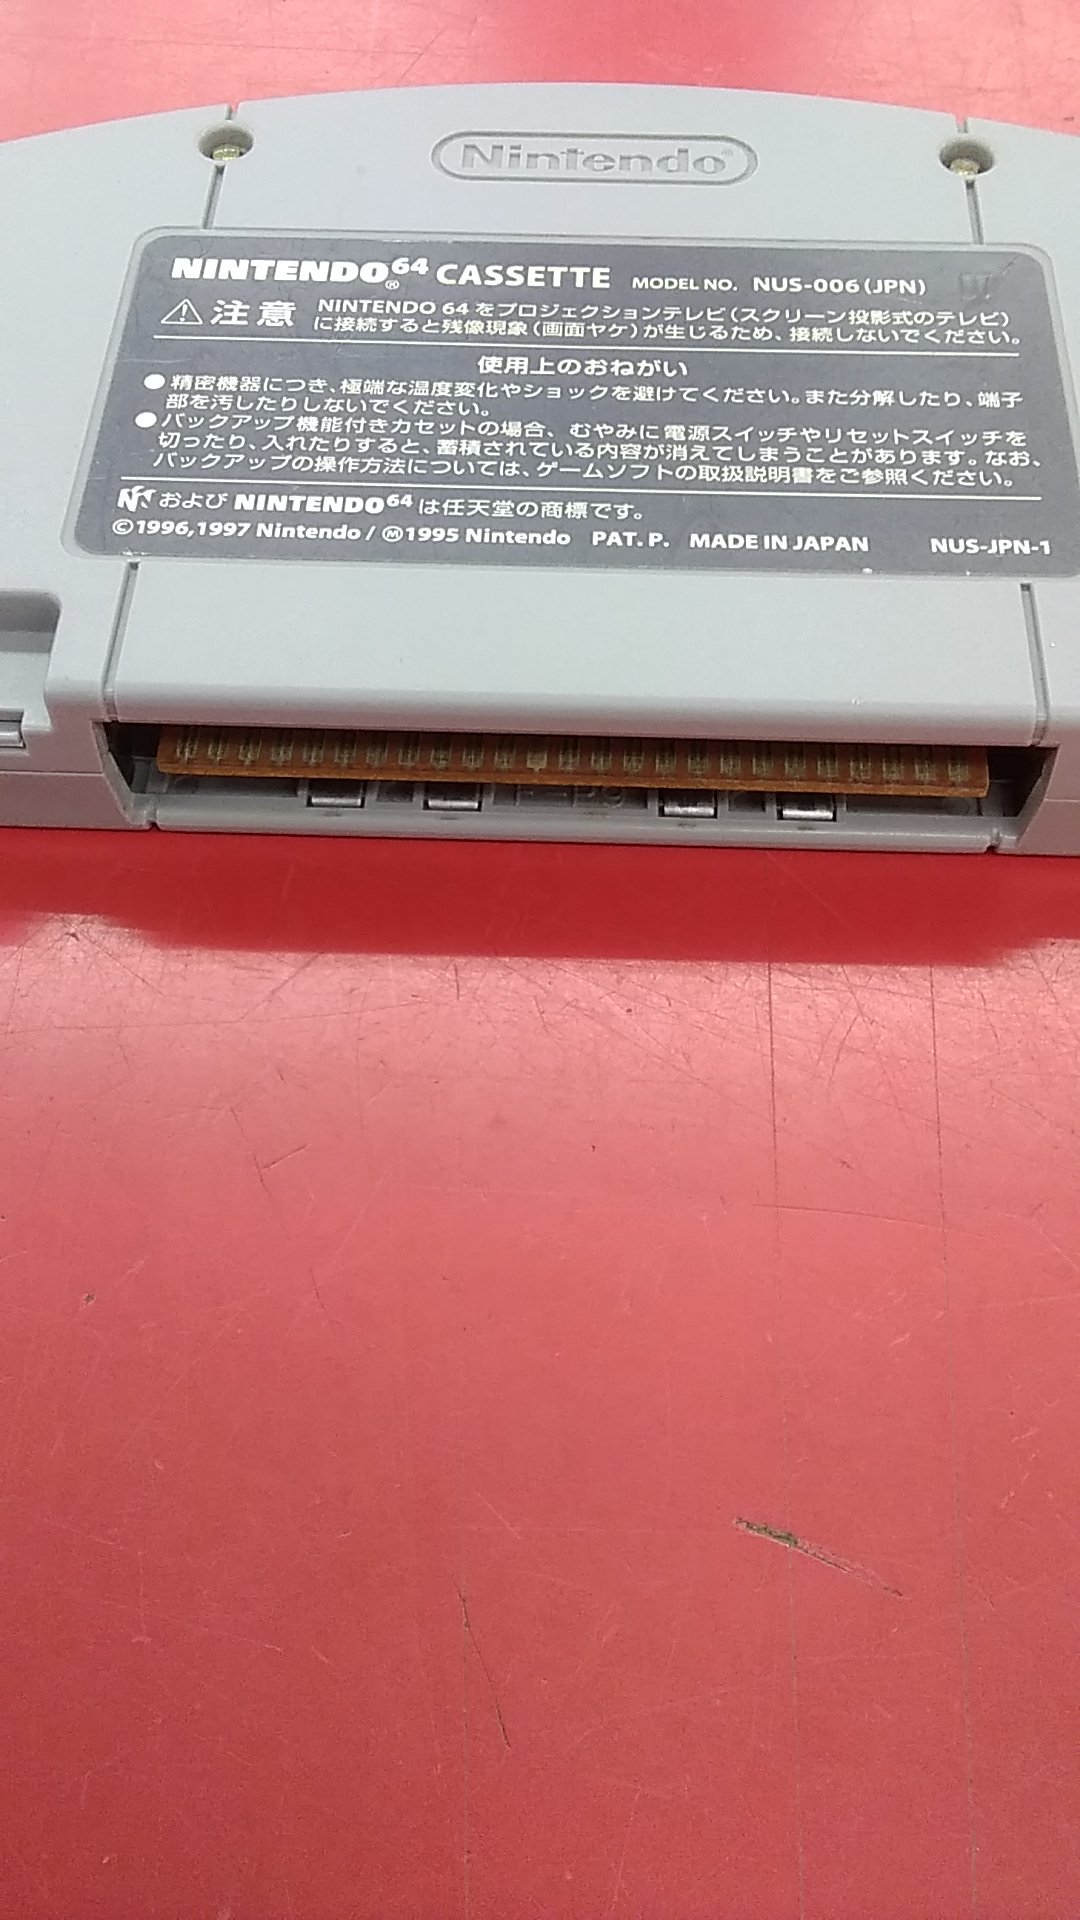 Nintendo®
NINTENDO64® CASSETTE MODEL NO. NUS-006(JPN)
注意 NINTENDO 64 をプロジェクションテレビ(スクリーン投影式のテレビ)
に接続すると残像現象(画面ヤケ)が生じるため、接続しないでください。
使用上のおねがい
●精密機器につき、極端な温度変化やショックを避けてください。また分解したり、端子
部を汚したりしないでください。
●バックアップ機能付きカセットの場合、むやみに電源スイッチやリセットスイッチを
切ったり、入れたりすると、蓄積されている内容が消えてしまうことがあります。なお、
バックアップの操作方法については、ゲームソフトの取扱説明書をご参照ください。
および NINTENDO64 は任天堂の商標です。
©1996,1997 Nintendo / Ⓜ1995 Nintendo PAT. P. MADE IN JAPAN NUS-JPN-1